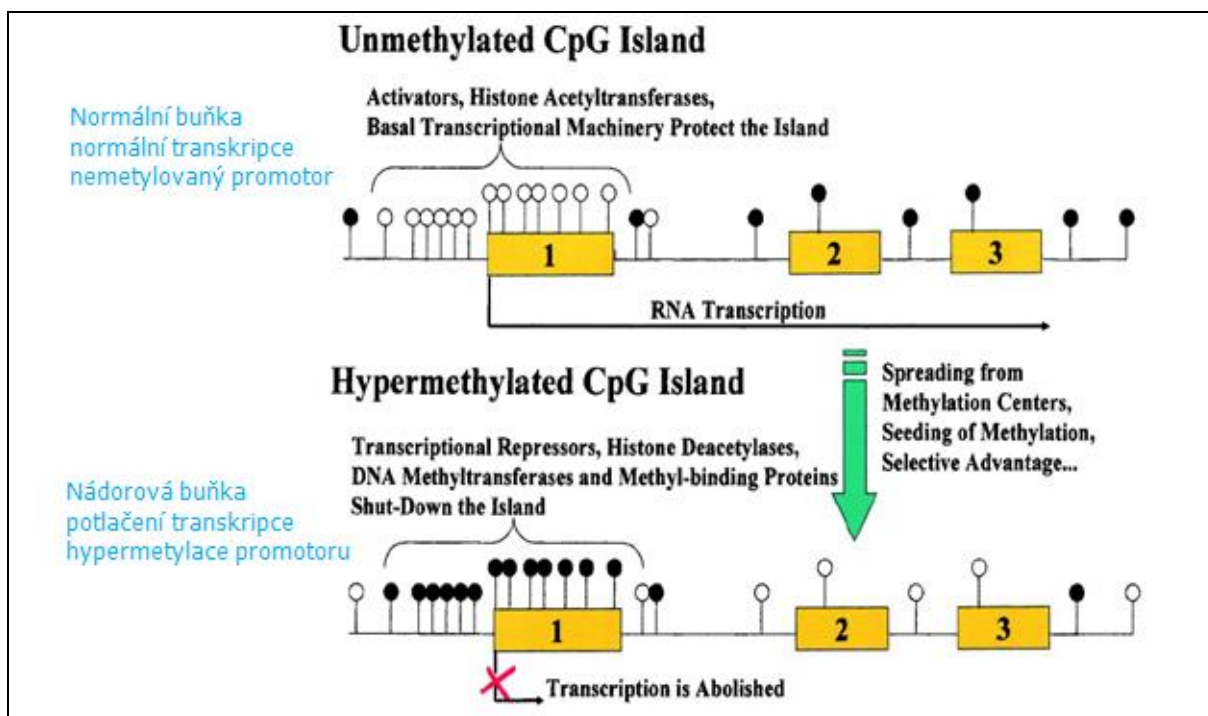 Unmethylated CpG Island
Normální buňka
normální transkripce
nemetylovaný promotor
Activators, Histone Acetyltransferases,
Basal Transcriptional Machinery Protect the Island
1
2
3
RNA Transcription
Spreading from
Methylation Centers,
Seeding of Methylation,
Selective Advantage...
Hypermethylated CpG Island
Transcriptional Repressors, Histone Deacetylases,
DNA Methyltransferases and Methyl-binding Proteins
Shut-Down the Island
Nádorová buňka
potlačení transkripce
hypermetylace promotoru
1
2
3
Transcription is Abolished